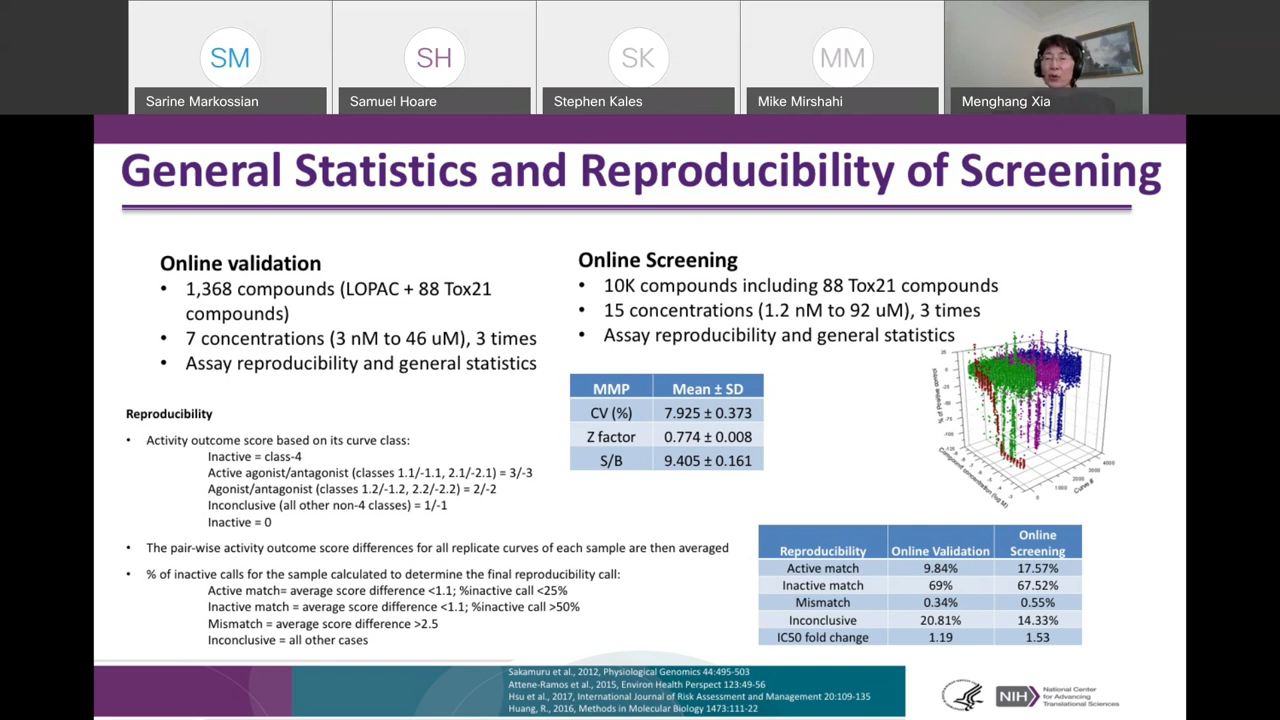 SM
SH
SK
MM
Sarine Markossian
Samuel Hoare
Stephen Kales
Mike Mirshahi
Menghang Xia
General Statistics and Reproducibility of Screening
Online validation
• 1,368 compounds (LOPAC + 88 Tox21
compounds)
• 7 concentrations (3 nM to 46 uM), 3 times
• Assay reproducibility and general statistics
Online Screening
• 10K compounds including 88 Tox21 compounds
• 15 concentrations (1.2 nM to 92 uM), 3 times
• Assay reproducibility and general statistics
MMP Mean ± SD
CV (%) 7.925 ± 0.373
Z factor 0.774 ± 0.008
S/B 9.405 ± 0.161
% of Positive control
Compound concentration (log M)
Curve #
Reproducibility
• Activity outcome score based on its curve class:
Inactive = class-4
Active agonist/antagonist (classes 1.1/-1.1, 2.1/-2.1) = 3/-3
Agonist/antagonist (classes 1.2/-1.2, 2.2/-2.2) = 2/-2
Inconclusive (all other non-4 classes) = 1/-1
Inactive = 0
• The pair-wise activity outcome score differences for all replicate curves of each sample are then averaged
• % of inactive calls for the sample calculated to determine the final reproducibility call:
Active match= average score difference <1.1; %inactive call <25%
Inactive match = average score difference <1.1; %inactive call >50%
Mismatch = average score difference >2.5
Inconclusive = all other cases
Reproducibility Online Validation Online Screening
Active match 9.84% 17.57%
Inactive match 69% 67.52%
Mismatch 0.34% 0.55%
Inconclusive 20.81% 14.33%
IC50 fold change 1.19 1.53
Sakamuru et al., 2012, Physiological Genomics 44:495-503
Attene-Ramos et al., 2015, Environ Health Perspect 123:49-56
Hsu et al., 2017, International Journal of Risk Assessment and Management 20:109-135
Huang, R., 2016, Methods in Molecular Biology 1473:111-22
NIH
National Center
for Advancing
Translational Sciences